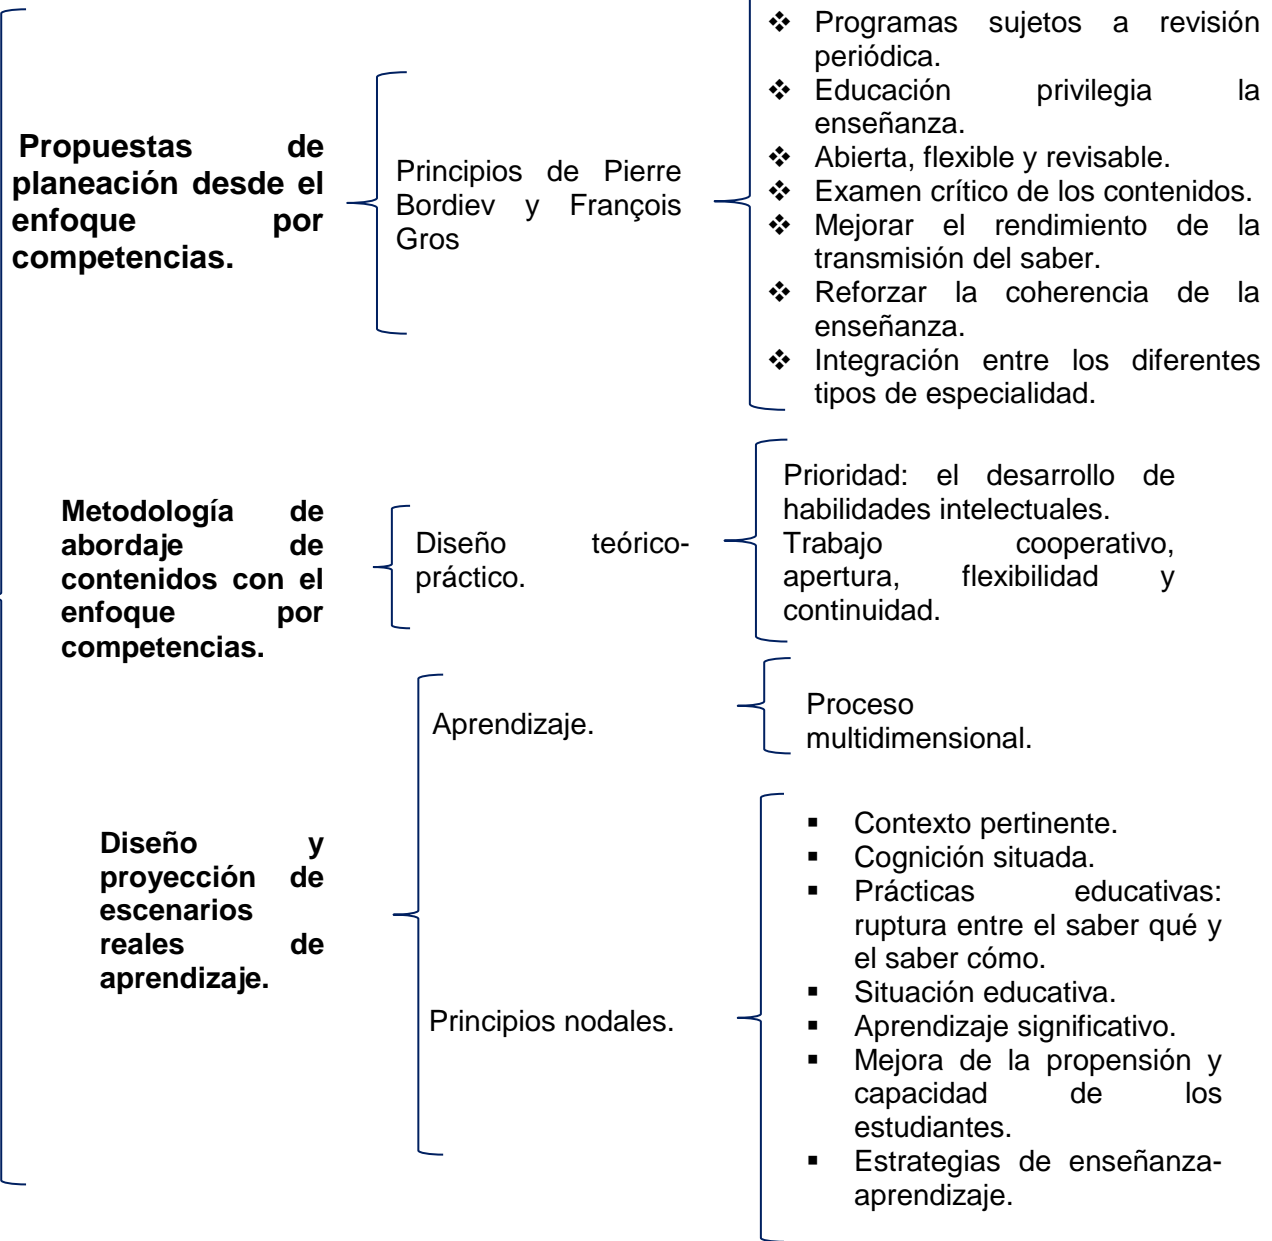 Propuestas de
planeación desde el
enfoque por
competencias.
Principios de Pierre
Bordiev y François
Gros
❖ Programas sujetos a revisión
periódica.
❖ Educación privilegia la
enseñanza.
❖ Abierta, flexible y revisable.
❖ Examen crítico de los contenidos.
❖ Mejorar el rendimiento de la
transmisión del saber.
❖ Reforzar la coherencia de la
enseñanza.
❖ Integración entre los diferentes
tipos de especialidad.
Metodología de
abordaje de
contenidos con el
enfoque por
competencias.
Diseño teórico-
práctico.
Prioridad: el desarrollo de
habilidades intelectuales.
Trabajo cooperativo,
apertura, flexibilidad y
continuidad.
Diseño y
proyección de
escenarios
reales de
aprendizaje.
Aprendizaje.
Proceso
multidimensional.
Principios nodales.
▪ Contexto pertinente.
▪ Cognición situada.
▪ Prácticas educativas:
ruptura entre el saber qué y
el saber cómo.
▪ Situación educativa.
▪ Aprendizaje significativo.
▪ Mejora de la propensión y
capacidad de los
estudiantes.
▪ Estrategias de enseñanza-
aprendizaje.